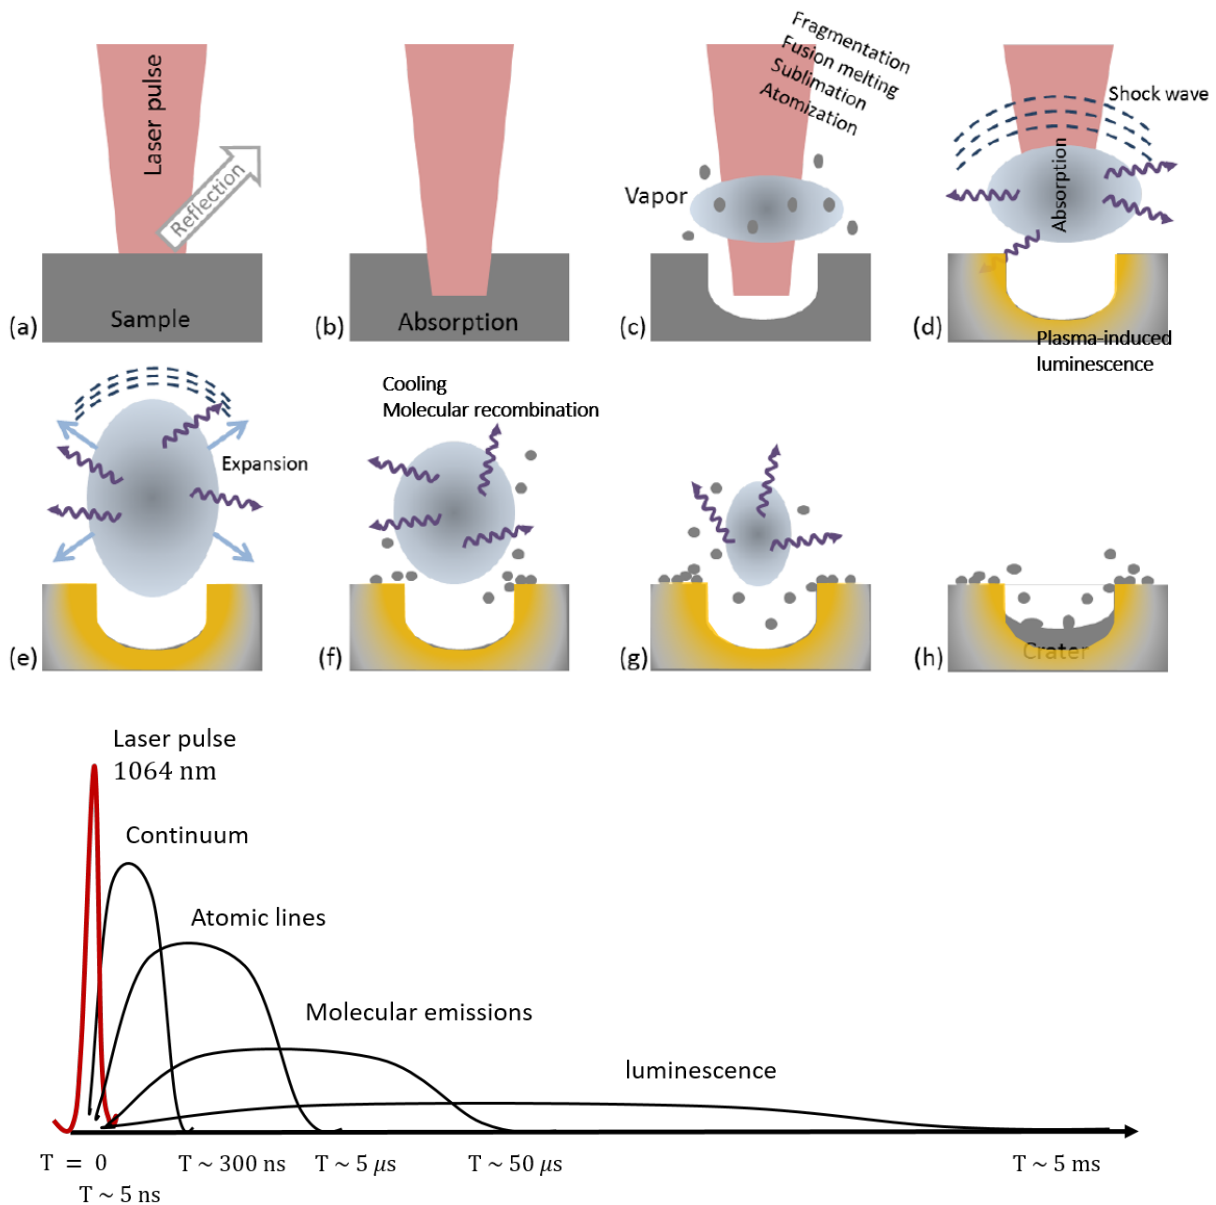 Laser pulse
Reflection
Sample
(a)
Absorption
(b)
Fragmentation
Fusion melting
Sublimation
Atomization
Vapor
(c)
Shock wave
Absorption
Plasma-induced
luminescence
(d)
Expansion
(e)
Cooling
Molecular recombination
(f)
(g)
Crater
(h)
Laser pulse
1064 nm
Continuum
Atomic lines
Molecular emissions
luminescence
T = 0
T ~ 5 ns
T ~ 300 ns
T ~ 5 μs
T ~ 50 μs
T ~ 5 ms